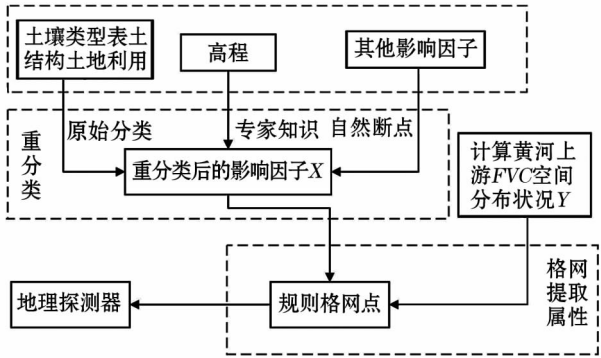 土壤类型表土
结构土地利用
高程
其他影响因子
原始分类
专家知识
自然断点
重
分
类
重分类后的影响因子X
计算黄河上
游FVC空间
分布状况Y
格网
提取
属性
规则格网点
地理探测器